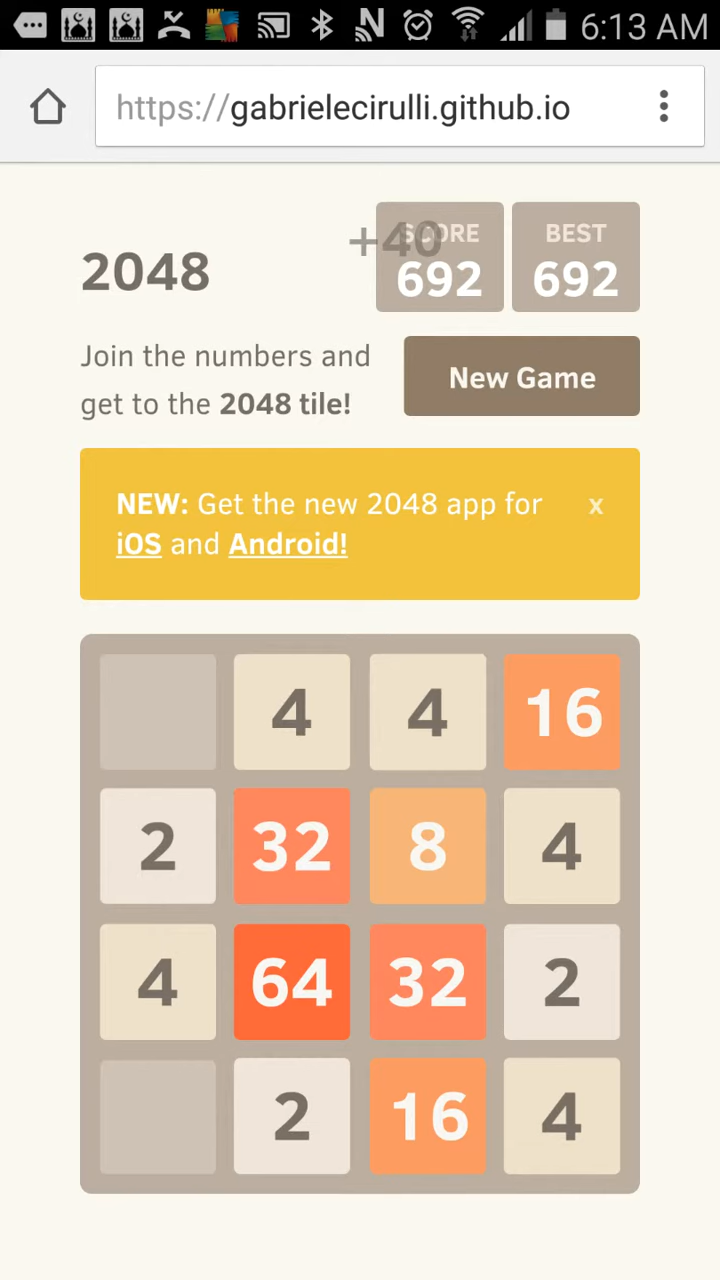 6:13 AM
https://gabrielecirulli.github.io
2048
+40
SCORE
692
BEST
692
Join the numbers and
get to the 2048 tile!
New Game
NEW: Get the new 2048 app for
iOS and Android!
x
4 4 16
2 32 8 4
4 64 32 2
2 16 4